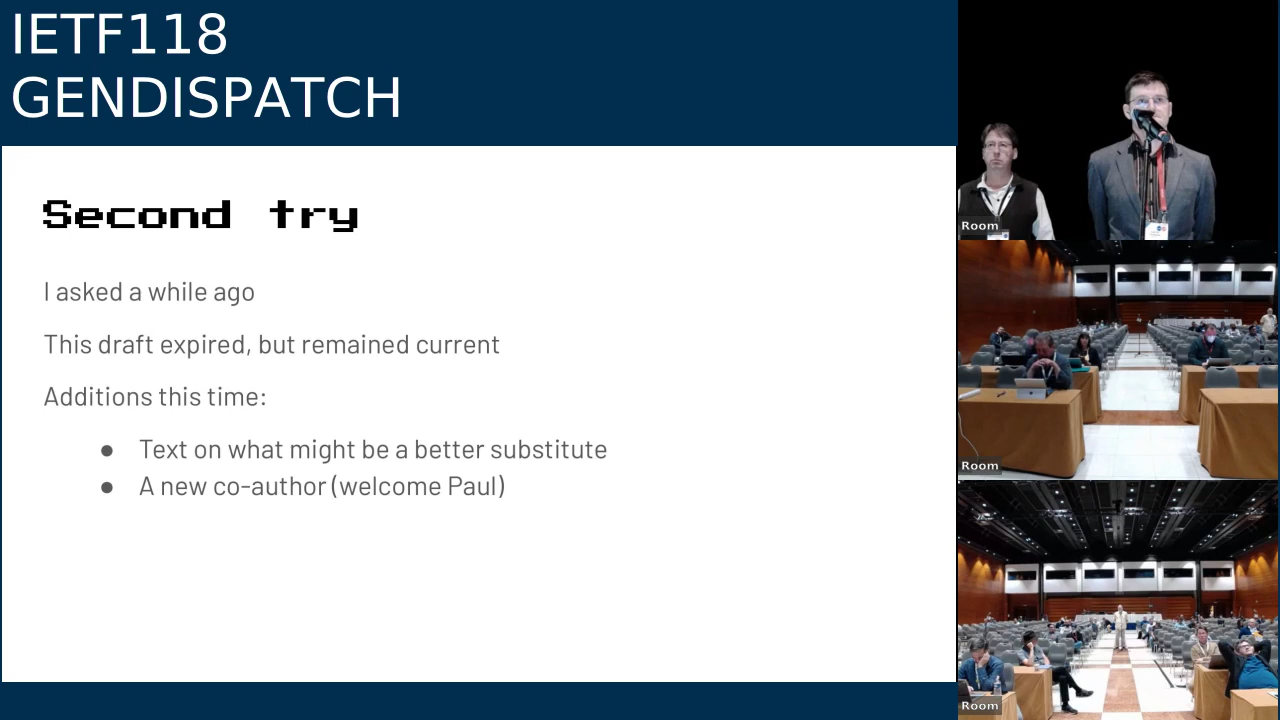 IETF118
GENDISPATCH
Second try
I asked a while ago
This draft expired, but remained current
Additions this time:
● Text on what might be a better substitute
● A new co-author (welcome Paul)
Room
Room
Room